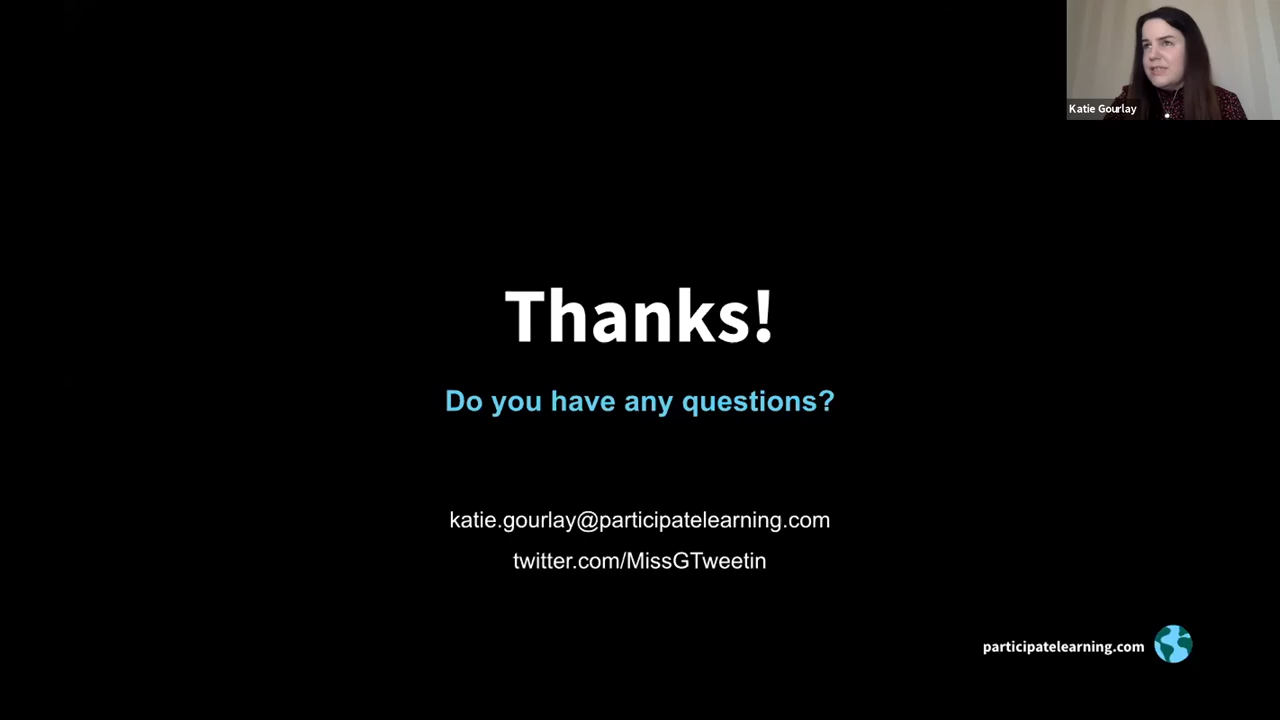 Katie Gourlay
Thanks!
Do you have any questions?
katie.gourlay@participatelearning.com
twitter.com/MissGTweetin
participatelearning.com